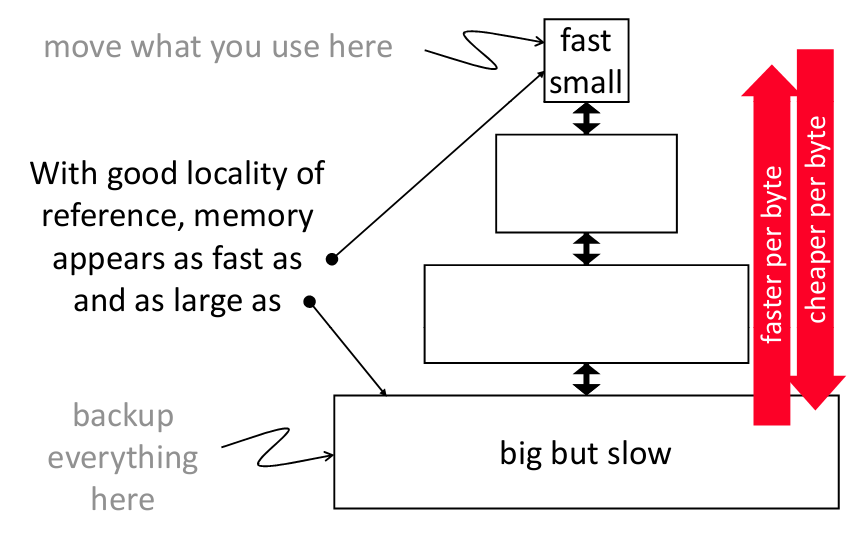 move what you use here
fast
small
With good locality of
reference, memory
appears as fast as
and as large as
faster per byte
cheaper per byte
backup
everything
here
big but slow